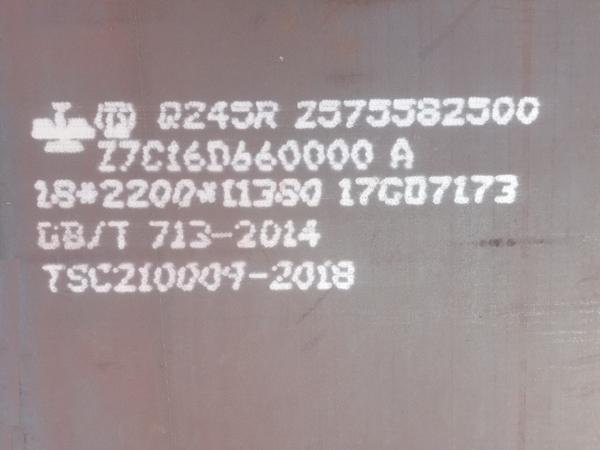 Q245R 2575582500
Z7C16D660000 A
18*2200*11380 17G07173
GB/T 713-2014
TSC210009-2018